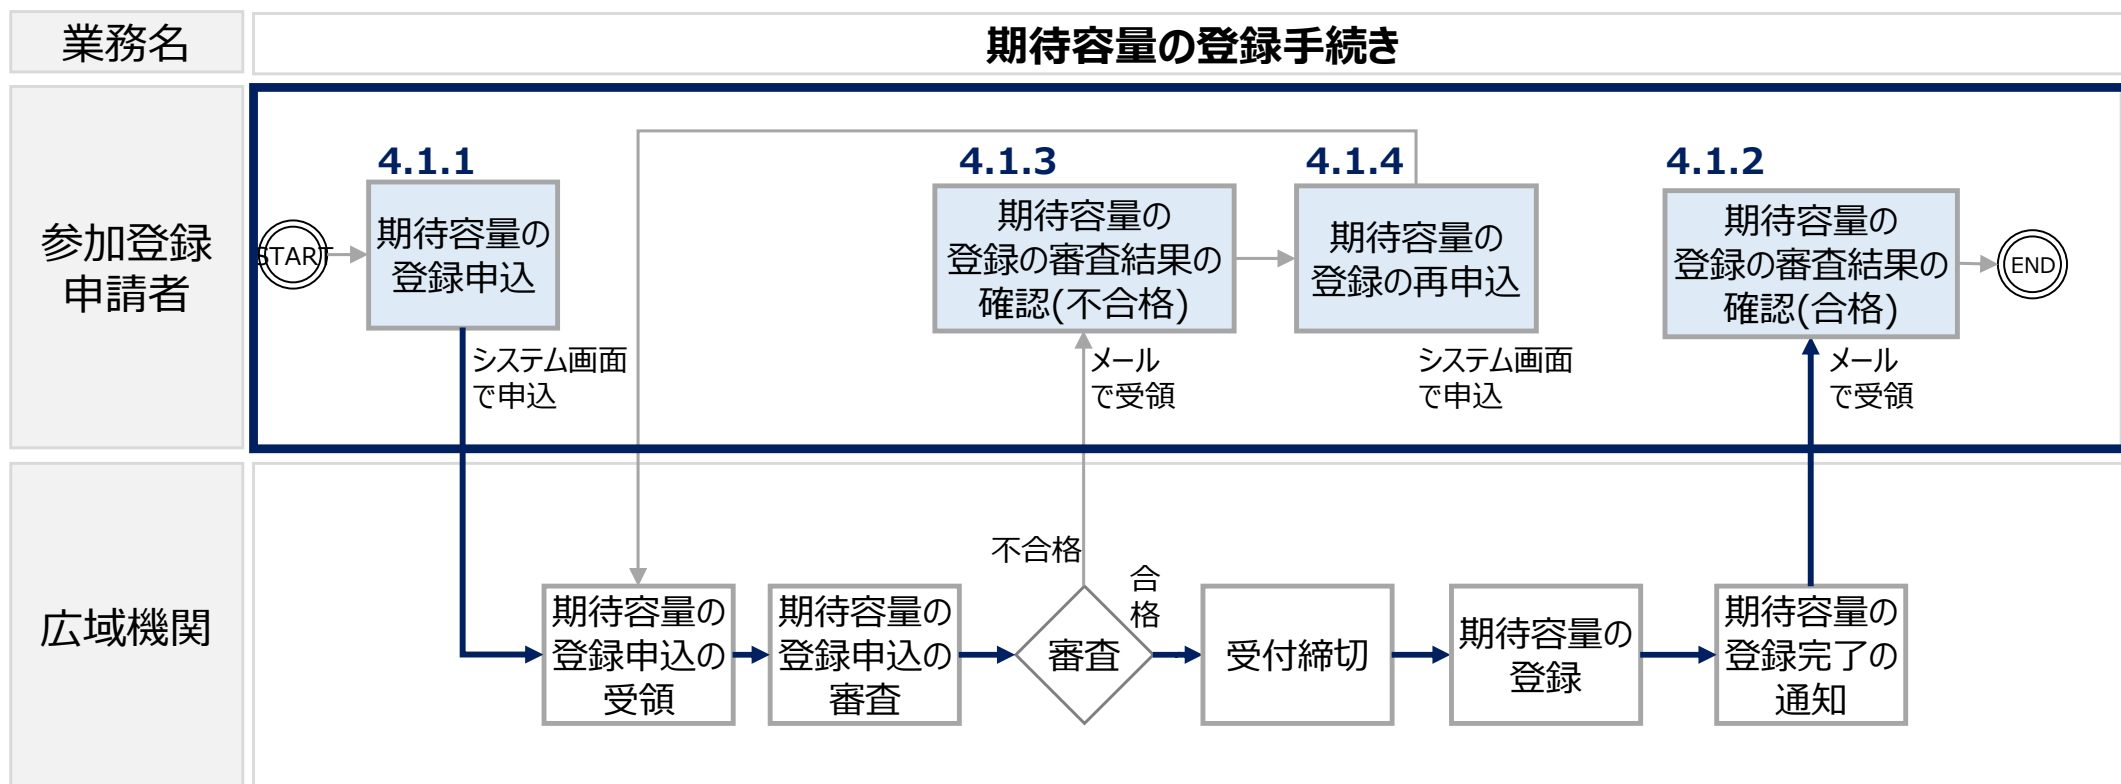 業務名
期待容量の登録手続き
参加登録
申請者
START
4.1.1
期待容量の
登録申込
システム画面
で申込
4.1.3
期待容量の
登録の審査結果の
確認(不合格)
メール
で受領
4.1.4
期待容量の
登録の再申込
システム画面
で申込
4.1.2
期待容量の
登録の審査結果の
確認(合格)
メール
で受領
END
広域機関
期待容量の
登録申込の
受領
期待容量の
登録申込の
審査
審査
不合格
合
格
受付締切
期待容量の
登録
期待容量の
登録完了の
通知